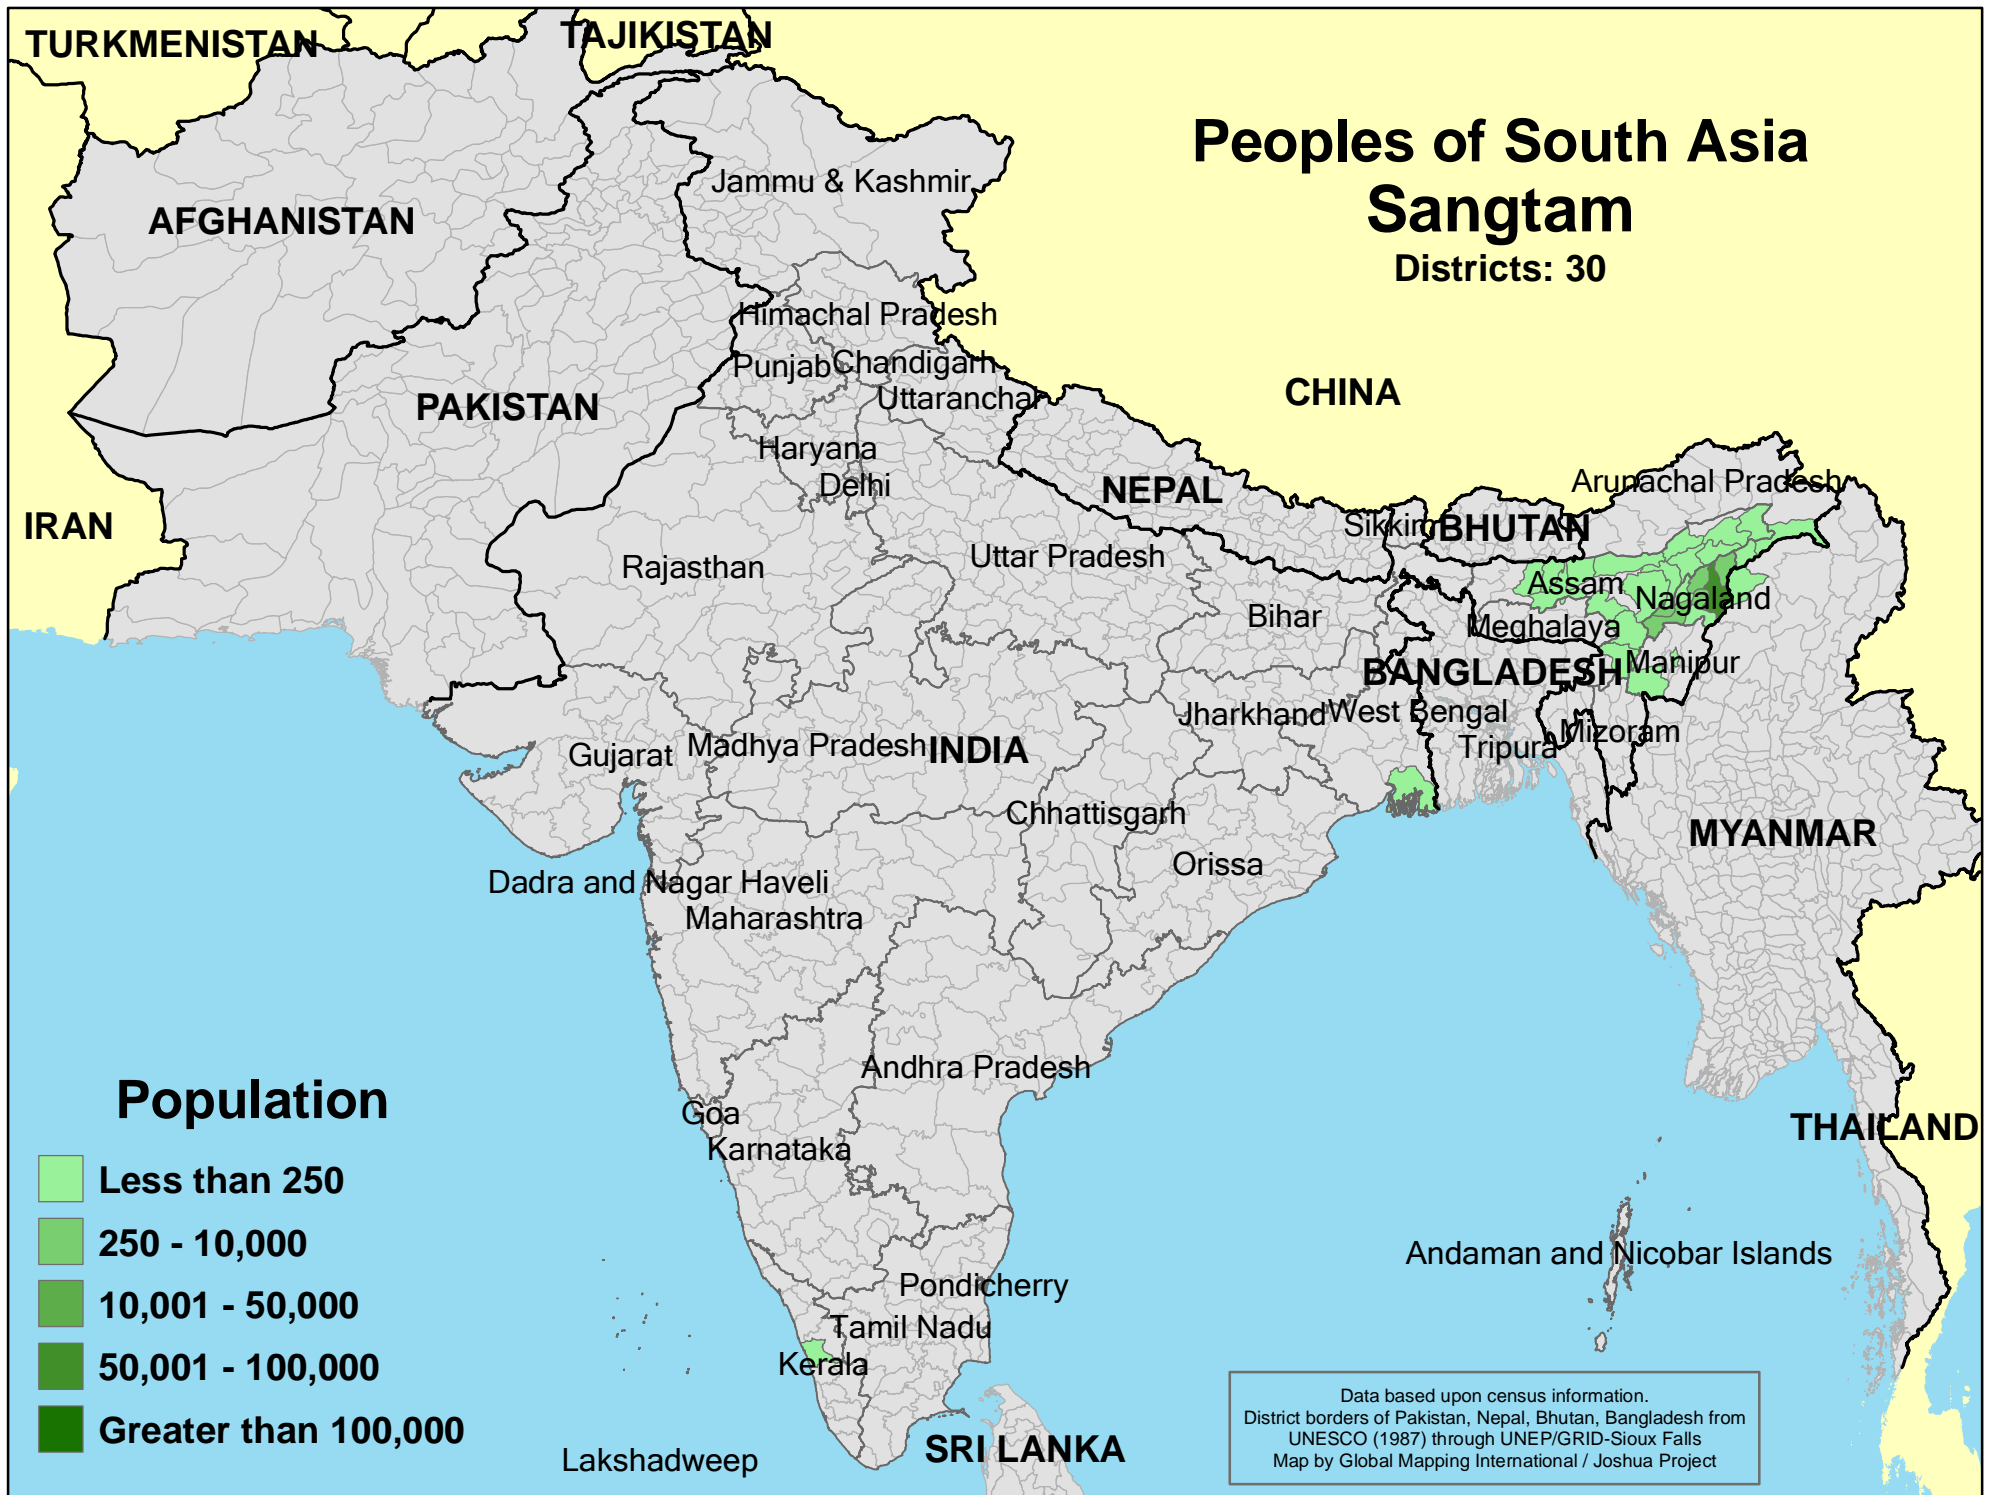 TURKMENISTAN
TAJIKISTAN
Peoples of South Asia
Sangtam
Districts: 30
Jammu & Kashmir
AFGHANISTAN
Himachal Pradesh
Punjab
Chandigarh
CHINA
Uttaranchal
PAKISTAN
Haryana
Delhi
NEPAL
Arunachal Pradesh
IRAN
Sikkim
BHUTAN
Uttar Pradesh
Rajasthan
Assam
Nagaland
Bihar
Meghalaya
BANGLADESH
Manipur
Jharkhand
West Bengal
Gujarat
Madhya Pradesh
INDIA
Tripura
Mizoram
Chhattisgarh
MYANMAR
Orissa
Dadra and Nagar Haveli
Maharashtra
Andhra Pradesh
Population
Goa
Karnataka
THAILAND
Less than 250
250 - 10,000
10,001 - 50,000
50,001 - 100,000
Greater than 100,000
Andaman and Nicobar Islands
Pondicherry
Tamil Nadu
Kerala
Lakshadweep
SRI LANKA
Data based upon census information.
District borders of Pakistan, Nepal, Bhutan, Bangladesh from
UNESCO (1987) through UNEP/GRID-Sioux Falls
Map by Global Mapping International / Joshua Project